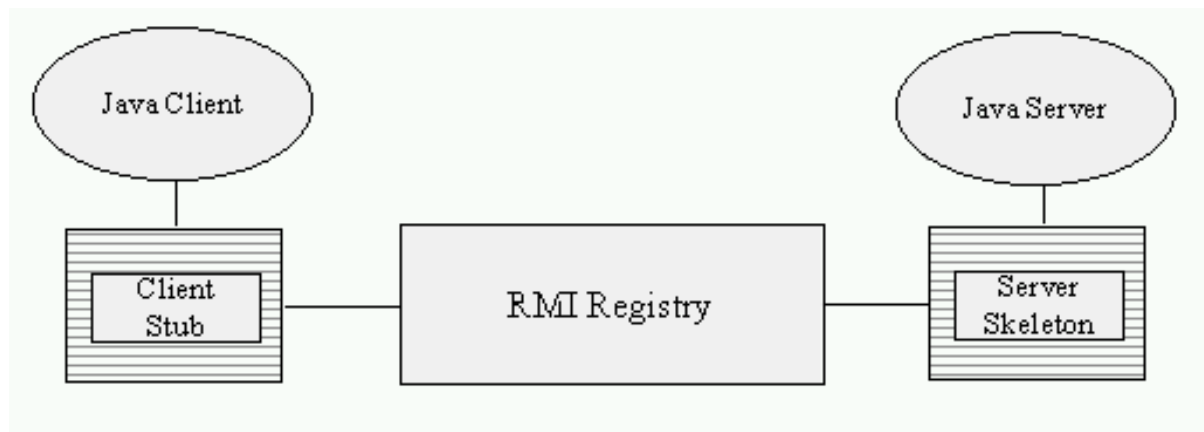 Java Client
Java Server
Client
Stub
RMI Registry
Server
Skeleton